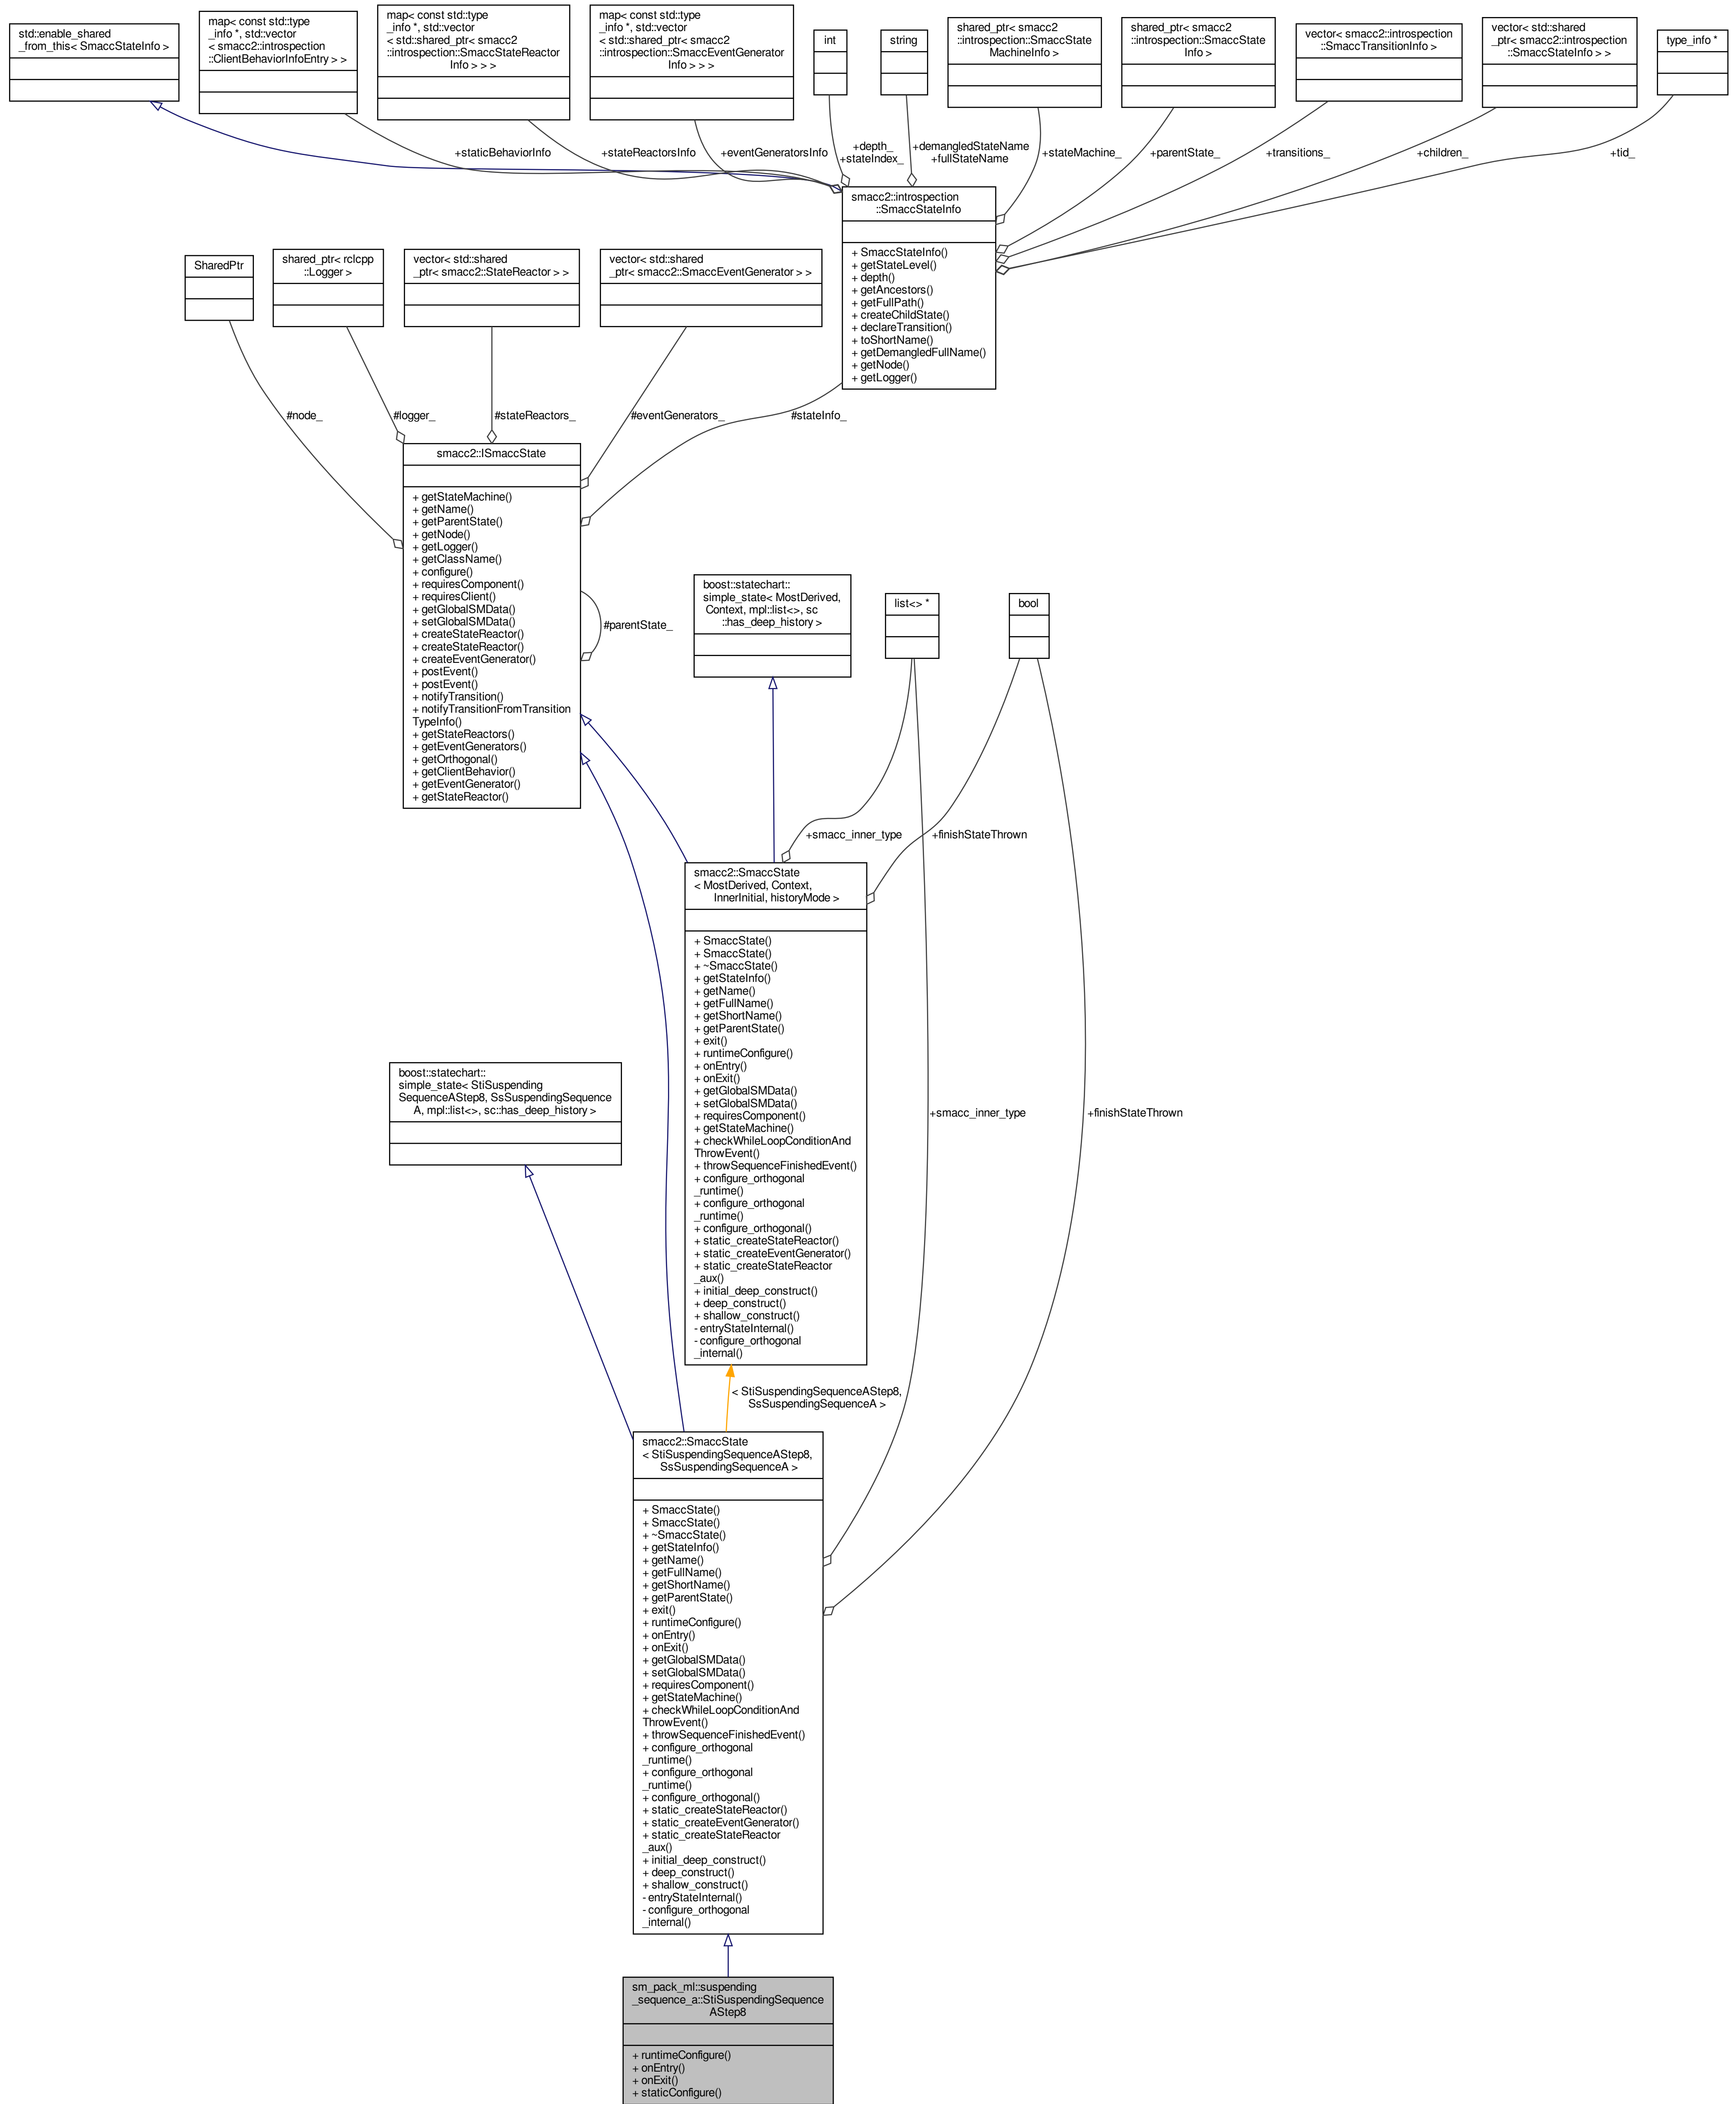 std::enable_shared
_from_this< SmaccStateInfo >
map< const std::type
_info *, std::vector
< smacc2::introspection
::ClientBehaviorInfoEntry > >
map< const std::type
_info *, std::vector
< std::shared_ptr< smacc2
::introspection::SmaccStateReactor
Info > > >
map< const std::type
_info *, std::vector
< std::shared_ptr< smacc2
::introspection::SmaccEventGenerator
Info > > >
int
string
shared_ptr< smacc2
::introspection::SmaccState
MachineInfo >
shared_ptr< smacc2
::introspection::SmaccState
Info >
vector< smacc2::introspection
::SmaccTransitionInfo >
vector< std::shared
_ptr< smacc2::introspection
::SmaccStateInfo > >
type_info *
+staticBehaviorInfo
+stateReactorsInfo
+eventGeneratorsInfo
+depth_
+stateIndex_
+demangledStateName
+fullStateName
+stateMachine_
+parentState_
+transitions_
+children_
+tid_
smacc2::introspection
::SmaccStateInfo
+ SmaccStateInfo()
+ getStateLevel()
+ depth()
+ getAncestors()
+ getFullPath()
+ createChildState()
+ declareTransition()
+ toShortName()
+ getDemangledFullName()
+ getNode()
+ getLogger()
SharedPtr
shared_ptr< rclcpp
::Logger >
vector< std::shared
_ptr< smacc2::StateReactor > >
vector< std::shared
_ptr< smacc2::SmaccEventGenerator > >
#node_
#logger_
#stateReactors_
#eventGenerators_
#stateInfo_
smacc2::ISmaccState
+ getStateMachine()
+ getName()
+ getParentState()
+ getNode()
+ getLogger()
+ getClassName()
+ configure()
+ requiresComponent()
+ requiresClient()
+ getGlobalSMData()
+ setGlobalSMData()
+ createStateReactor()
+ createStateReactor()
+ createEventGenerator()
+ postEvent()
+ postEvent()
+ notifyTransition()
+ notifyTransitionFromTransition
TypeInfo()
+ getStateReactors()
+ getEventGenerators()
+ getOrthogonal()
+ getClientBehavior()
+ getEventGenerator()
+ getStateReactor()
#parentState_
boost::statechart::
simple_state< MostDerived,
Context, mpl::list<>, sc
::has_deep_history >
list<> *
bool
+smacc_inner_type
+finishStateThrown
smacc2::SmaccState
< MostDerived, Context,
InnerInitial, historyMode >
+ SmaccState()
+ SmaccState()
+ ~SmaccState()
+ getStateInfo()
+ getName()
+ getFullName()
+ getShortName()
+ getParentState()
+ exit()
+ runtimeConfigure()
+ onEntry()
+ onExit()
+ getGlobalSMData()
+ setGlobalSMData()
+ requiresComponent()
+ getStateMachine()
+ checkWhileLoopConditionAnd
ThrowEvent()
+ throwSequenceFinishedEvent()
+ configure_orthogonal
_runtime()
+ configure_orthogonal
_runtime()
+ configure_orthogonal()
+ static_createStateReactor()
+ static_createEventGenerator()
+ static_createStateReactor
_aux()
+ initial_deep_construct()
+ deep_construct()
+ shallow_construct()
- entryStateInternal()
- configure_orthogonal
_internal()
boost::statechart::
simple_state< StiSuspending
SequenceAStep8, SsSuspendingSequence
A, mpl::list<>, sc::has_deep_history >
+smacc_inner_type
+finishStateThrown
< StiSuspendingSequenceAStep8,
SsSuspendingSequenceA >
smacc2::SmaccState
< StiSuspendingSequenceAStep8,
SsSuspendingSequenceA >
+ SmaccState()
+ SmaccState()
+ ~SmaccState()
+ getStateInfo()
+ getName()
+ getFullName()
+ getShortName()
+ getParentState()
+ exit()
+ runtimeConfigure()
+ onEntry()
+ onExit()
+ getGlobalSMData()
+ setGlobalSMData()
+ requiresComponent()
+ getStateMachine()
+ checkWhileLoopConditionAnd
ThrowEvent()
+ throwSequenceFinishedEvent()
+ configure_orthogonal
_runtime()
+ configure_orthogonal
_runtime()
+ configure_orthogonal()
+ static_createStateReactor()
+ static_createEventGenerator()
+ static_createStateReactor
_aux()
+ initial_deep_construct()
+ deep_construct()
+ shallow_construct()
- entryStateInternal()
- configure_orthogonal
_internal()
sm_pack_ml::suspending
_sequence_a::StiSuspendingSequence
AStep8
+ runtimeConfigure()
+ onEntry()
+ onExit()
+ staticConfigure()